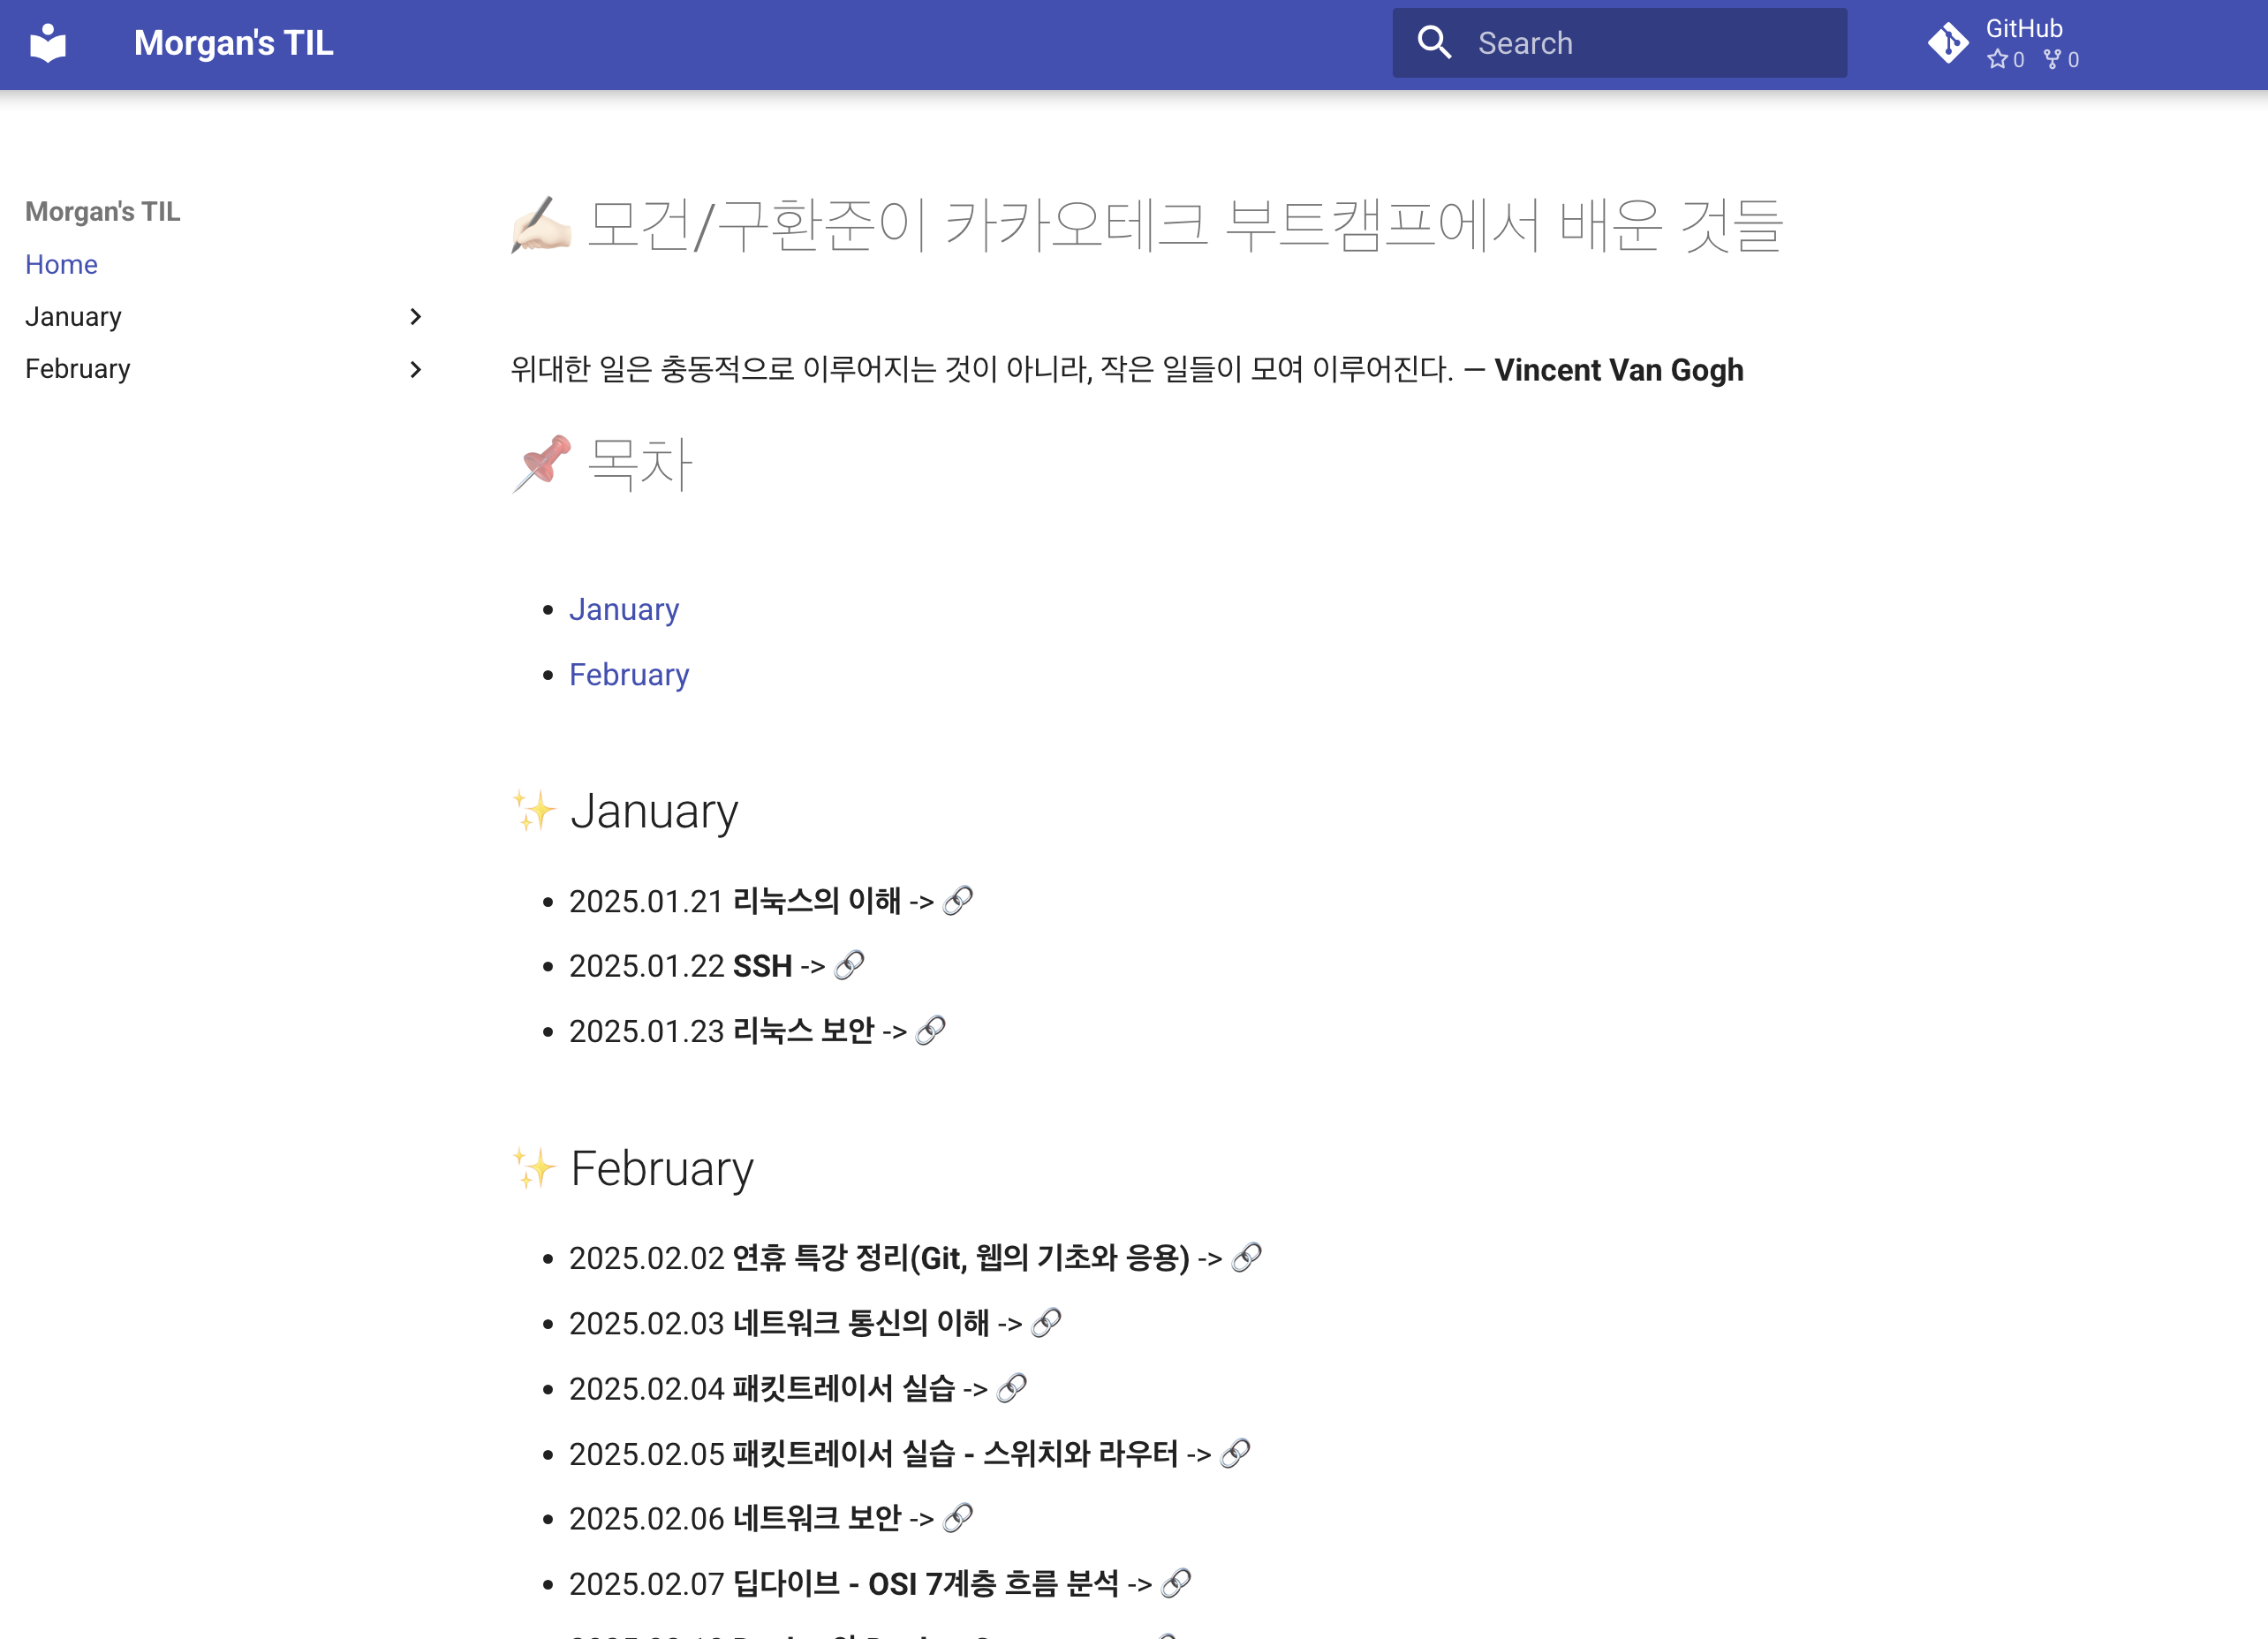 Morgan's TIL
Search
GitHub
0 0
Morgan's TIL
Home
January
February
✍🏻 모건/구환준이 카카오테크 부트캠프에서 배운 것들
위대한 일은 충동적으로 이루어지는 것이 아니라, 작은 일들이 모여 이루어진다. — Vincent Van Gogh
📌 목차
• January
• February
✨ January
• 2025.01.21 리눅스의 이해 -> 🔗
• 2025.01.22 SSH -> 🔗
• 2025.01.23 리눅스 보안 -> 🔗
✨ February
• 2025.02.02 연휴 특강 정리(Git, 웹의 기초와 응용) -> 🔗
• 2025.02.03 네트워크 통신의 이해 -> 🔗
• 2025.02.04 패킷트레이서 실습 -> 🔗
• 2025.02.05 패킷트레이서 실습 - 스위치와 라우터 -> 🔗
• 2025.02.06 네트워크 보안 -> 🔗
• 2025.02.07 딥다이브 - OSI 7계층 흐름 분석 -> 🔗